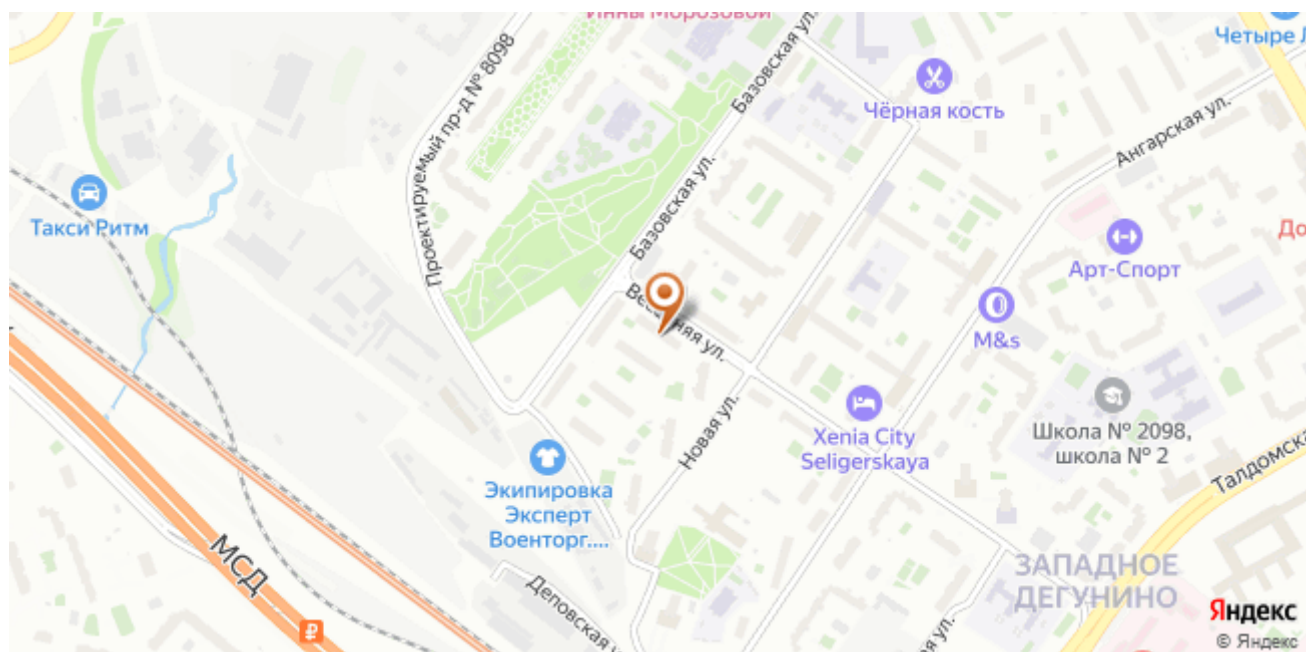 Инны Морозовой
Четыре Л
Базовская ул.
Проектируемый пр-д № 8098
Чёрная кость
Ангарская ул.
Базовская ул.
Такси Ритм
Арт-Спорт
До
M&s
Новая ул.
Xenia City
Seligerskaya
Школа № 2098,
школа № 2
Талдомска
Экипировка
Эксперт
Военторг....
МСД
₽
Деповская у
ЗАПАДНОЕ
ДЕГУНИНО
Яндекс
© Яндекс